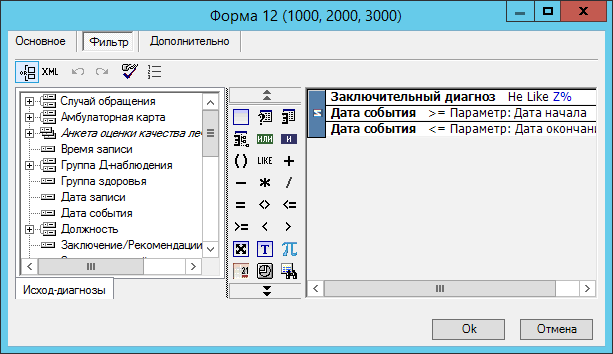 Форма 12 (1000, 2000, 3000)
Основное Фильтр Дополнительно
XML
Случай обращения
Амбулаторная карта
Анкета оценки качества ле
Время записи
Группа Д-наблюдения
Группа здоровья
Дата записи
Дата события
Должность
Заключение/Рекомендации
Исход-диагнозы
ИЛИ И
( ) LIKE +
− * /
= <> <=
>= < >
T π
21
И
Заключительный диагноз Не Like Z%
Дата события >= Параметр: Дата начала
Дата события <= Параметр: Дата окончани
Ok Отмена